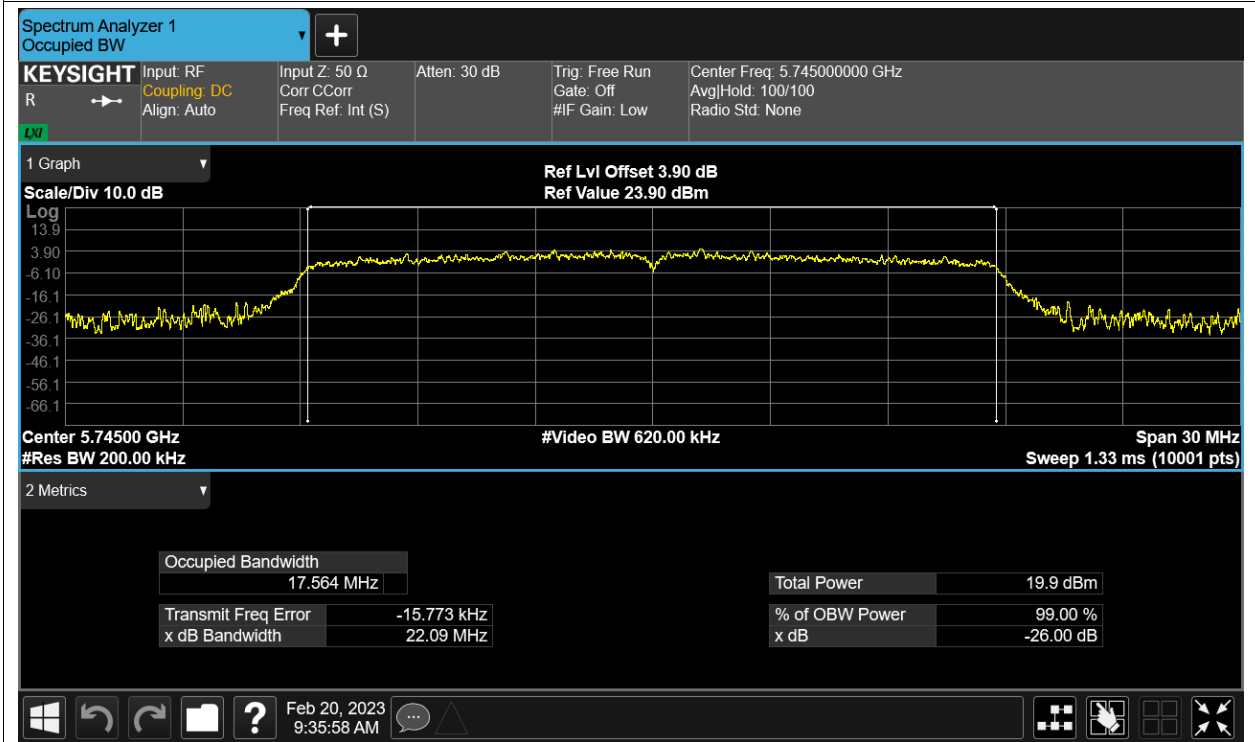 Spectrum Analyzer 1
Occupied BW
KEYSIGHT
R
LXI
Input: RF
Coupling: DC
Align: Auto
Input Z: 50 Ω
Corr CCorr
Freq Ref: Int (S)
Atten: 30 dB
Trig: Free Run
Gate: Off
#IF Gain: Low
Center Freq: 5.745000000 GHz
Avg|Hold: 100/100
Radio Std: None
1 Graph
Scale/Div 10.0 dB
Ref Lvl Offset 3.90 dB
Ref Value 23.90 dBm
Log
13.9
3.90
-6.10
-16.1
-26.1
-36.1
-46.1
-56.1
-66.1
Center 5.74500 GHz
#Video BW 620.00 kHz
Span 30 MHz
#Res BW 200.00 kHz
Sweep 1.33 ms (10001 pts)
2 Metrics
Occupied Bandwidth
17.564 MHz
Total Power 19.9 dBm
Transmit Freq Error -15.773 kHz
% of OBW Power 99.00 %
x dB Bandwidth 22.09 MHz
x dB -26.00 dB
?
Feb 20, 2023
9:35:58 AM